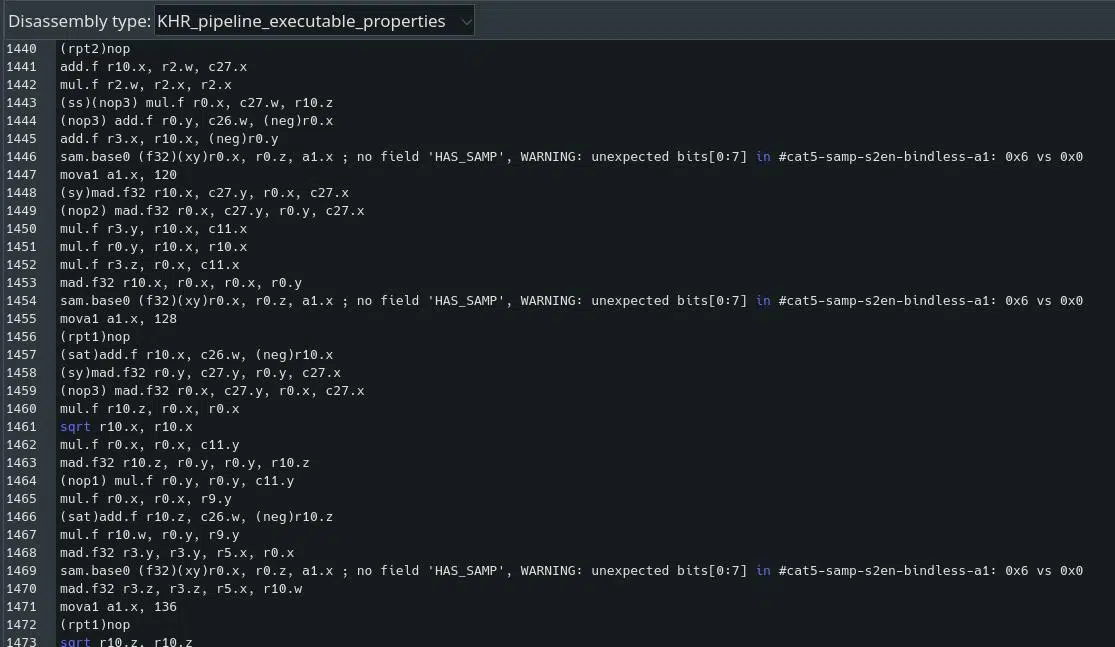 Disassembly type: KHR_pipeline_executable_properties
1440 (rpt2)nop
1441 add.f r10.x, r2.w, c27.x
1442 mul.f r2.w, r2.x, r2.x
1443 (ss)(nop3) mul.f r0.x, c27.w, r10.z
1444 (nop3) add.f r0.y, c26.w, (neg)r0.x
1445 add.f r3.x, r10.x, (neg)r0.y
1446 sam.base0 (f32)(xy)r0.x, r0.z, a1.x ; no field 'HAS_SAMP', WARNING: unexpected bits[0:7] in #cat5-samp-s2en-bindless-a1: 0x6 vs 0x0
1447 mova1 a1.x, 120
1448 (sy)mad.f32 r10.x, c27.y, r0.x, c27.x
1449 (nop2) mad.f32 r0.x, c27.y, r0.y, c27.x
1450 mul.f r3.y, r10.x, c11.x
1451 mul.f r0.y, r10.x, r10.x
1452 mul.f r3.z, r0.x, c11.x
1453 mad.f32 r10.x, r0.x, r0.x, r0.y
1454 sam.base0 (f32)(xy)r0.x, r0.z, a1.x ; no field 'HAS_SAMP', WARNING: unexpected bits[0:7] in #cat5-samp-s2en-bindless-a1: 0x6 vs 0x0
1455 mova1 a1.x, 128
1456 (rpt1)nop
1457 (sat)add.f r10.x, c26.w, (neg)r10.x
1458 (sy)mad.f32 r0.y, c27.y, r0.y, c27.x
1459 (nop3) mad.f32 r0.x, c27.y, r0.x, c27.x
1460 mul.f r10.z, r0.x, r0.x
1461 sqrt r10.x, r10.x
1462 mul.f r0.x, r0.x, c11.y
1463 mad.f32 r10.z, r0.y, r0.y, r10.z
1464 (nop1) mul.f r0.y, r0.y, c11.y
1465 mul.f r0.x, r0.x, r9.y
1466 (sat)add.f r10.z, c26.w, (neg)r10.z
1467 mul.f r10.w, r0.y, r9.y
1468 mad.f32 r3.y, r3.y, r5.x, r0.x
1469 sam.base0 (f32)(xy)r0.x, r0.z, a1.x ; no field 'HAS_SAMP', WARNING: unexpected bits[0:7] in #cat5-samp-s2en-bindless-a1: 0x6 vs 0x0
1470 mad.f32 r3.z, r3.z, r5.x, r10.w
1471 mova1 a1.x, 136
1472 (rpt1)nop
1473 sqrt r10.z, r10.z